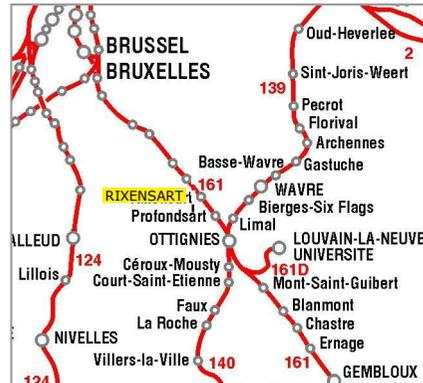 Oud-Heverlee
2
BRUSSEL
BRUXELLES
Sint-Joris-Weert
139
Pecrot
Florival
Archennes
Basse-Wavre
Gastuche
161
WAVRE
RIXENSART
Bierges-Six Flags
Profondsart
Limal
ALLEUD
OTTIGNIES
LOUVAIN-LA-NEUVE
UNIVERSITE
124
Céroux-Mousty
161D
Lillois
Court-Saint-Etienne
Mont-Saint-Guibert
Faux
Blanmont
La Roche
Chastre
NIVELLES
Ernage
Villers-la-Ville
140
161
GEMBLOUX
124